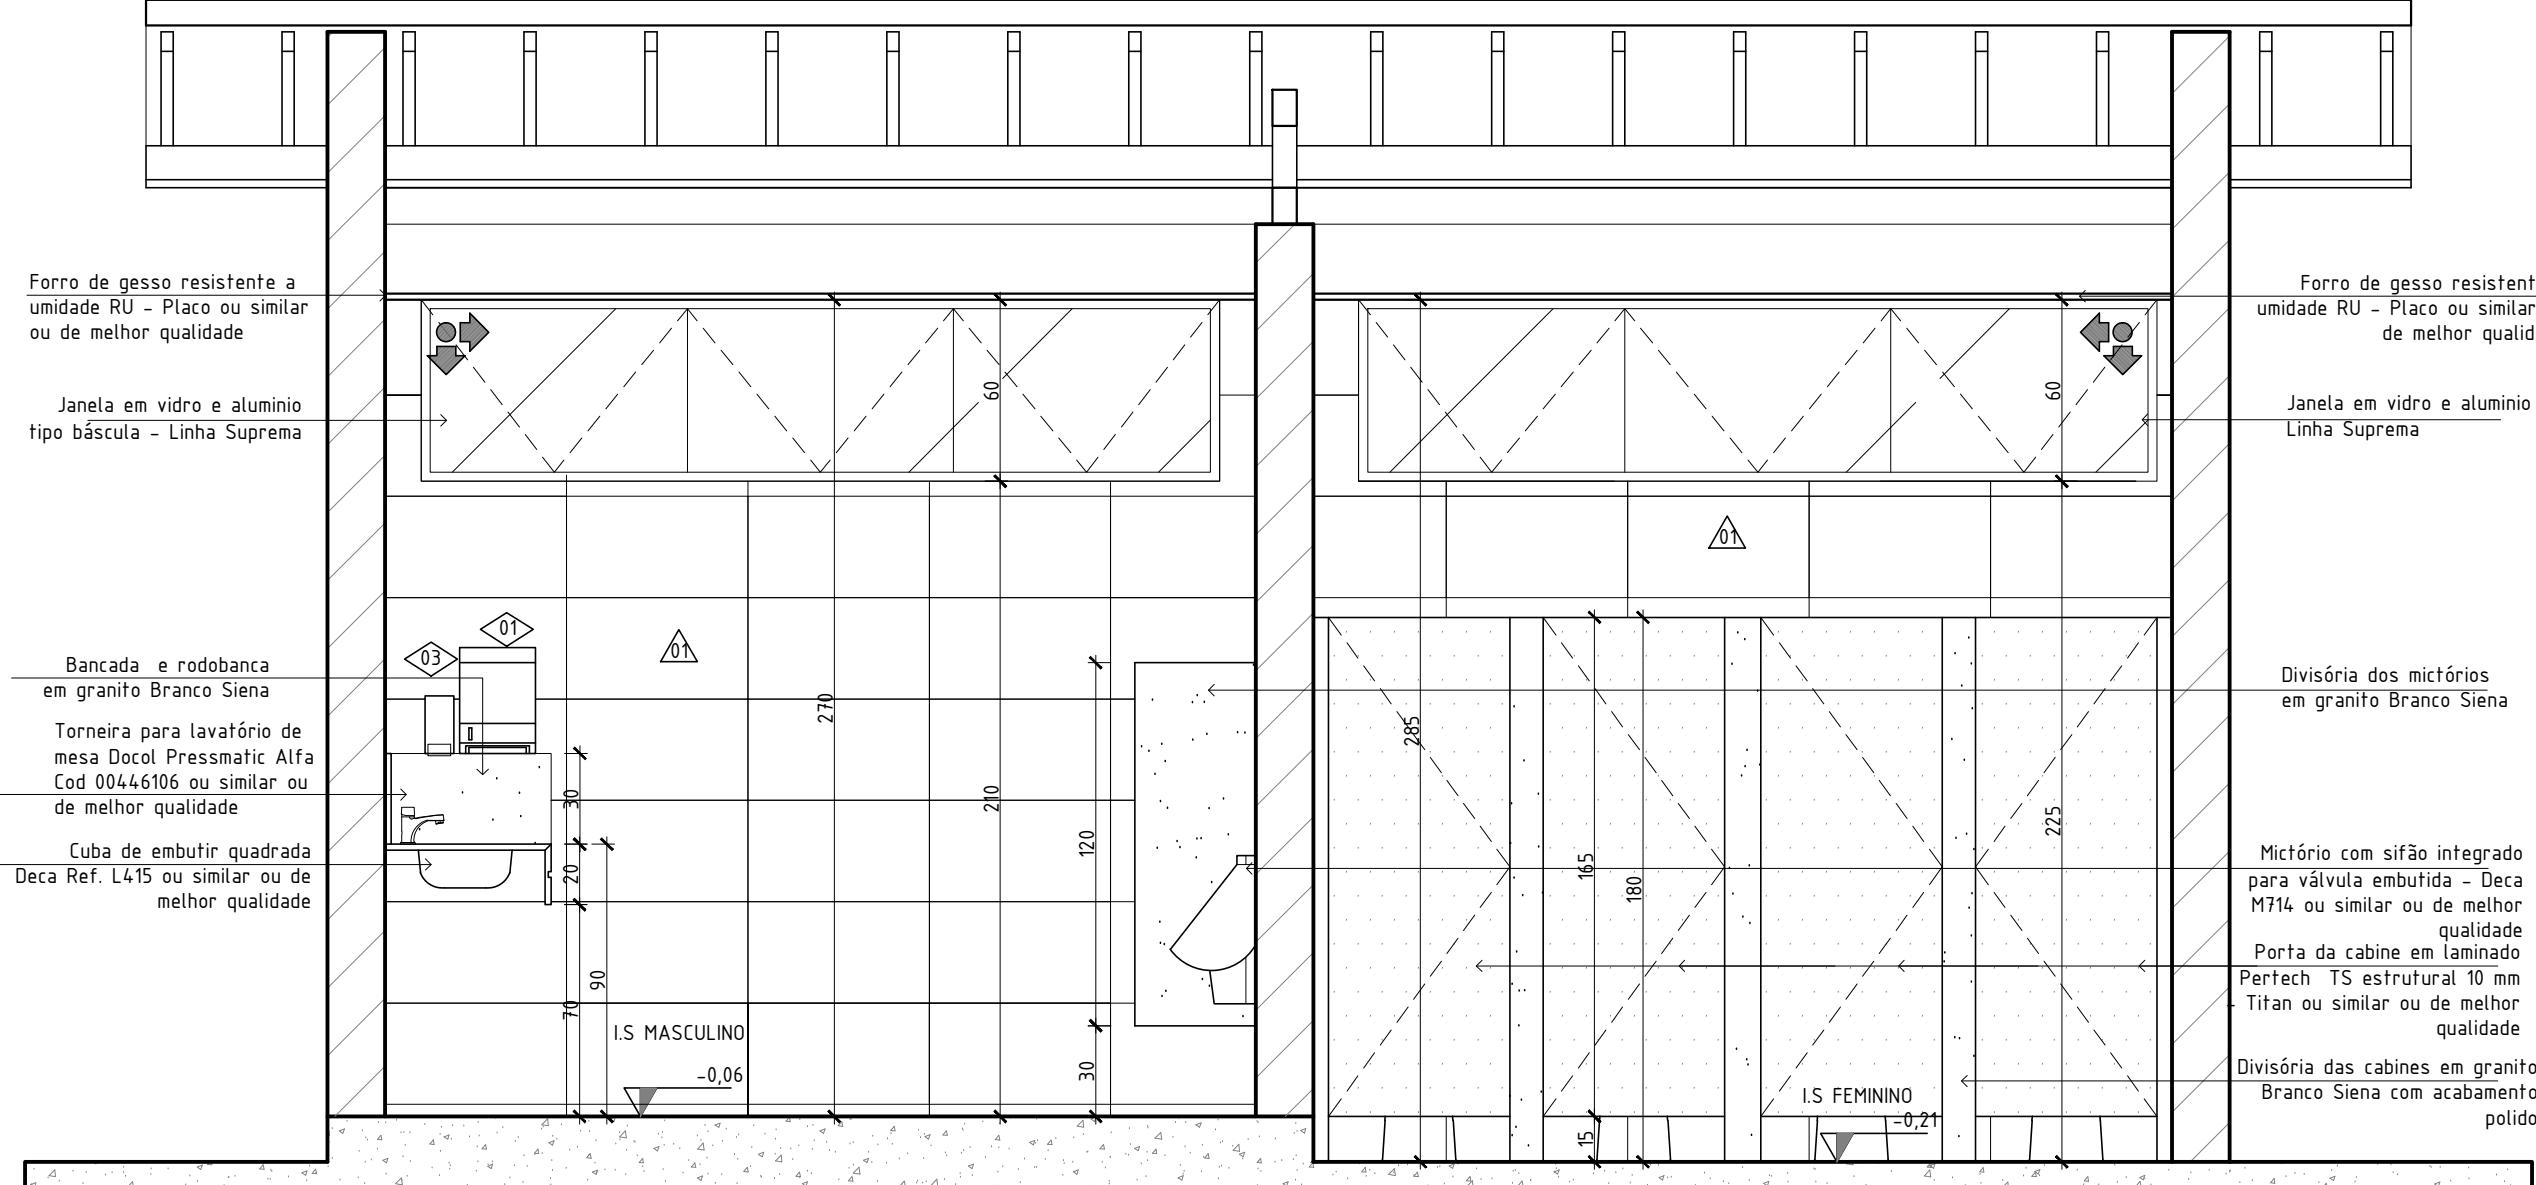 Forro de gesso resistente a
umidade RU - Placo ou similar
ou de melhor qualidade
Janela em vidro e aluminio
tipo báscula - Linha Suprema
Bancada e rodobanca
em granito Branco Siena
Torneira para lavatório de
mesa Docol Pressmatic Alfa
Cod 00446106 ou similar ou
de melhor qualidade
Cuba de embutir quadrada
Deca Ref. L415 ou similar ou de
melhor qualidade
03
01
01
30
20
70
90
270
60
210
120
30
I.S MASCULINO
-0,06
01
285
165
15
180
60
225
I.S FEMININO
-0,21
Forro de gesso resistent
umidade RU - Placo ou similar
de melhor qualid
Janela em vidro e aluminio
Linha Suprema
Divisória dos mictórios
em granito Branco Siena
Mictório com sifão integrado
para válvula embutida - Deca
M714 ou similar ou de melhor
qualidade
Porta da cabine em laminado
Pertech TS estrutural 10 mm
- Titan ou similar ou de melhor
qualidade
Divisória das cabines em granito
Branco Siena com acabamento
polido